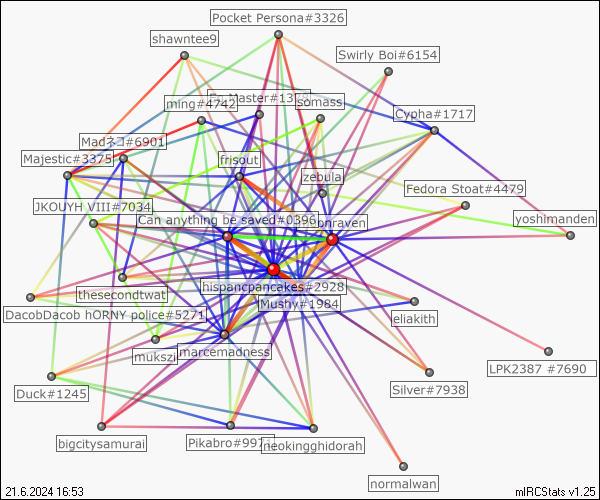 Pocket Persona#3326
shawntee9
Swirly Boi#6154
ming#4742
somass
Cypha#1717
Madネコ#6901
Majestic#3375
frisout
zebula
Fedora Stoat#4479
JKOUYH VIII#7034
Can anything be saved#0396
yoshimanden
hispancpancakes#2928
thesecondtwat
Mushy#1984
DacobDacob hORNY police#5271
eliakith
mukszi
marcemadness
LPK2387 #7690
Duck#1245
Silver#7938
bigcitysamurai
Pikabro#997
neokingghidorah
normalwan
21.6.2024 16:53
mIRCStats v1.25